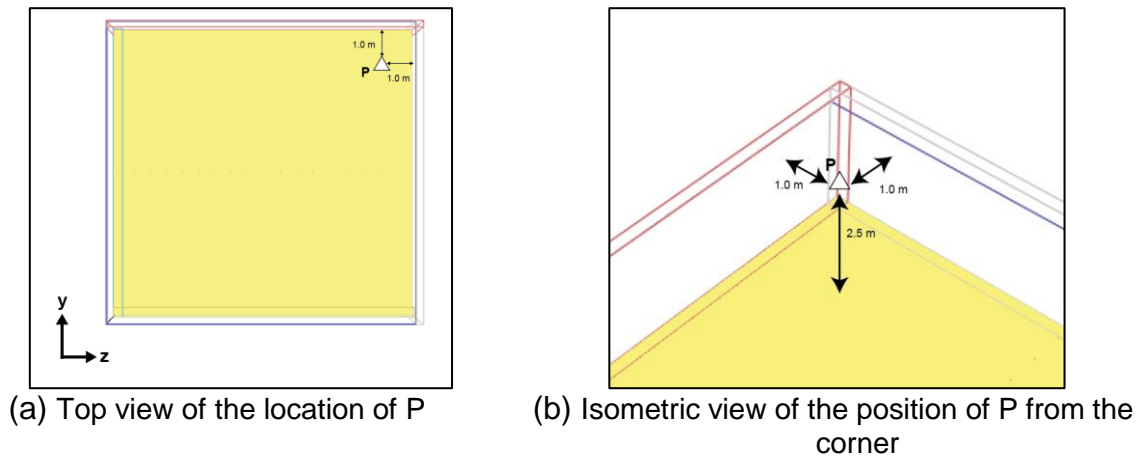 1.0 m
P
1.0 m
y
z
(a) Top view of the location of P
P
1.0 m
1.0 m
2.5 m
(b) Isometric view of the position of P from the
corner